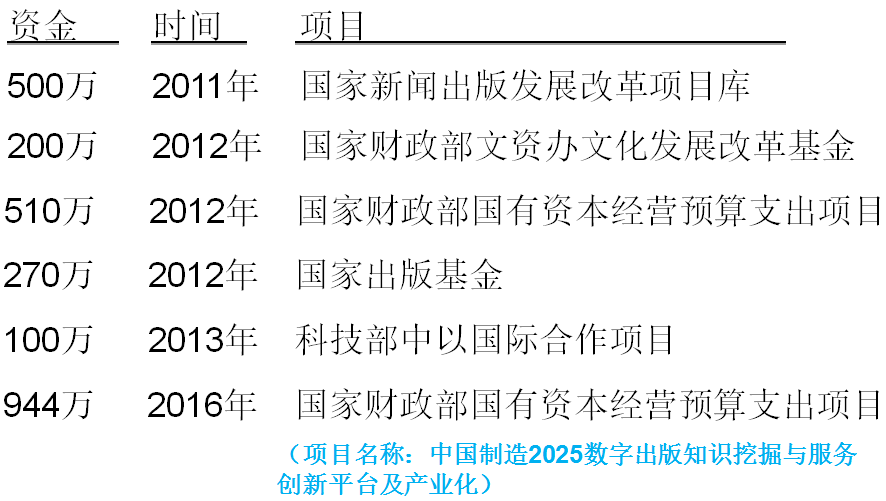 资金 时间 项目
500万 2011年 国家新闻出版发展改革项目库
200万 2012年 国家财政部文资办文化发展改革基金
510万 2012年 国家财政部国有资本经营预算支出项目
270万 2012年 国家出版基金
100万 2013年 科技部中以国际合作项目
944万 2016年 国家财政部国有资本经营预算支出项目
（项目名称：中国制造2025数字出版知识挖掘与服务
创新平台及产业化）